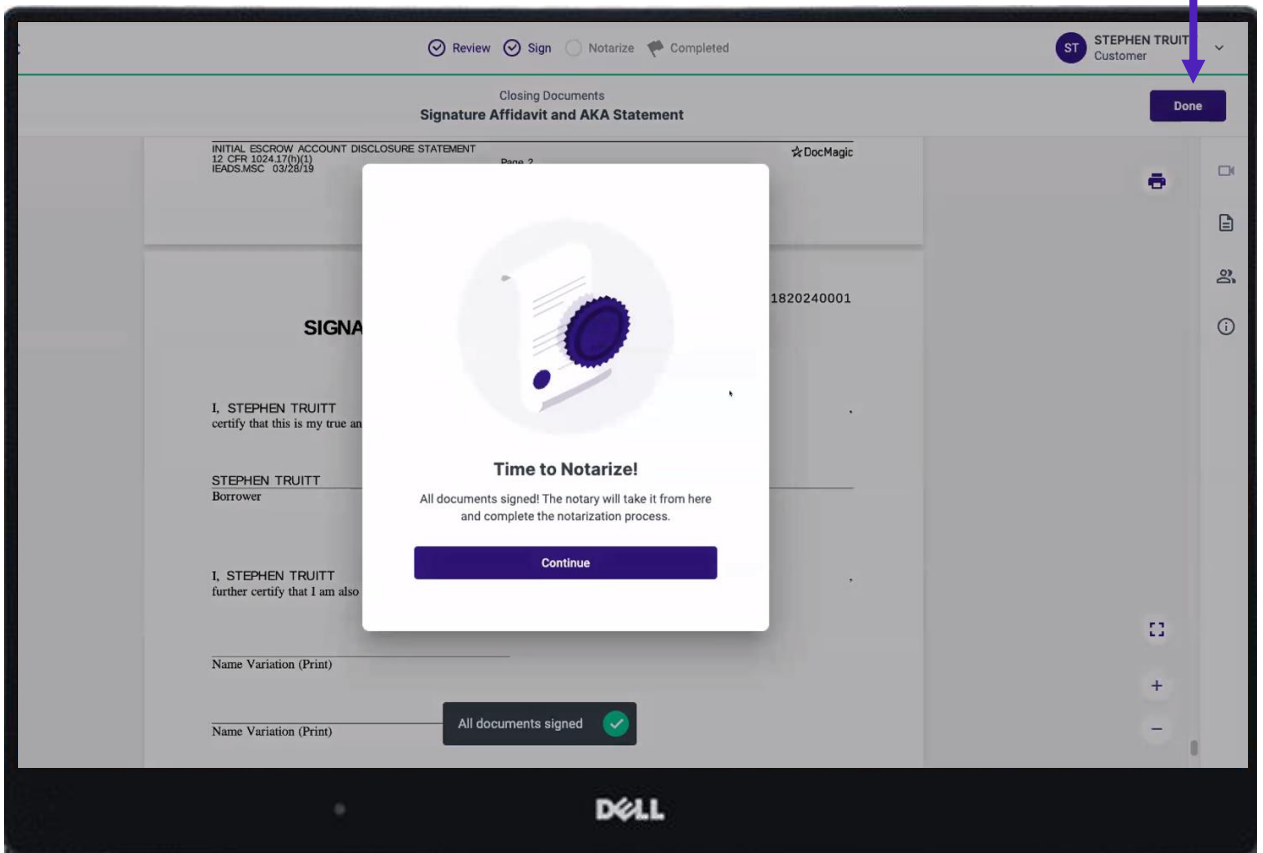 Review Sign Notarize Completed
ST STEPHEN TRUITT
Customer
Closing Documents
Signature Affidavit and AKA Statement
Done
INITIAL ESCROW ACCOUNT DISCLOSURE STATEMENT
12 CFR 1024.17(h)(1)
IEADS.MSC 03/28/19
Page 2
DocMagic
1820240001
SIGNA
I, STEPHEN TRUITT ,
certify that this is my true an
STEPHEN TRUITT
Borrower
Time to Notarize!
All documents signed! The notary will take it from here
and complete the notarization process.
Continue
I, STEPHEN TRUITT ,
further certify that I am also
Name Variation (Print)
All documents signed
Name Variation (Print)
DELL